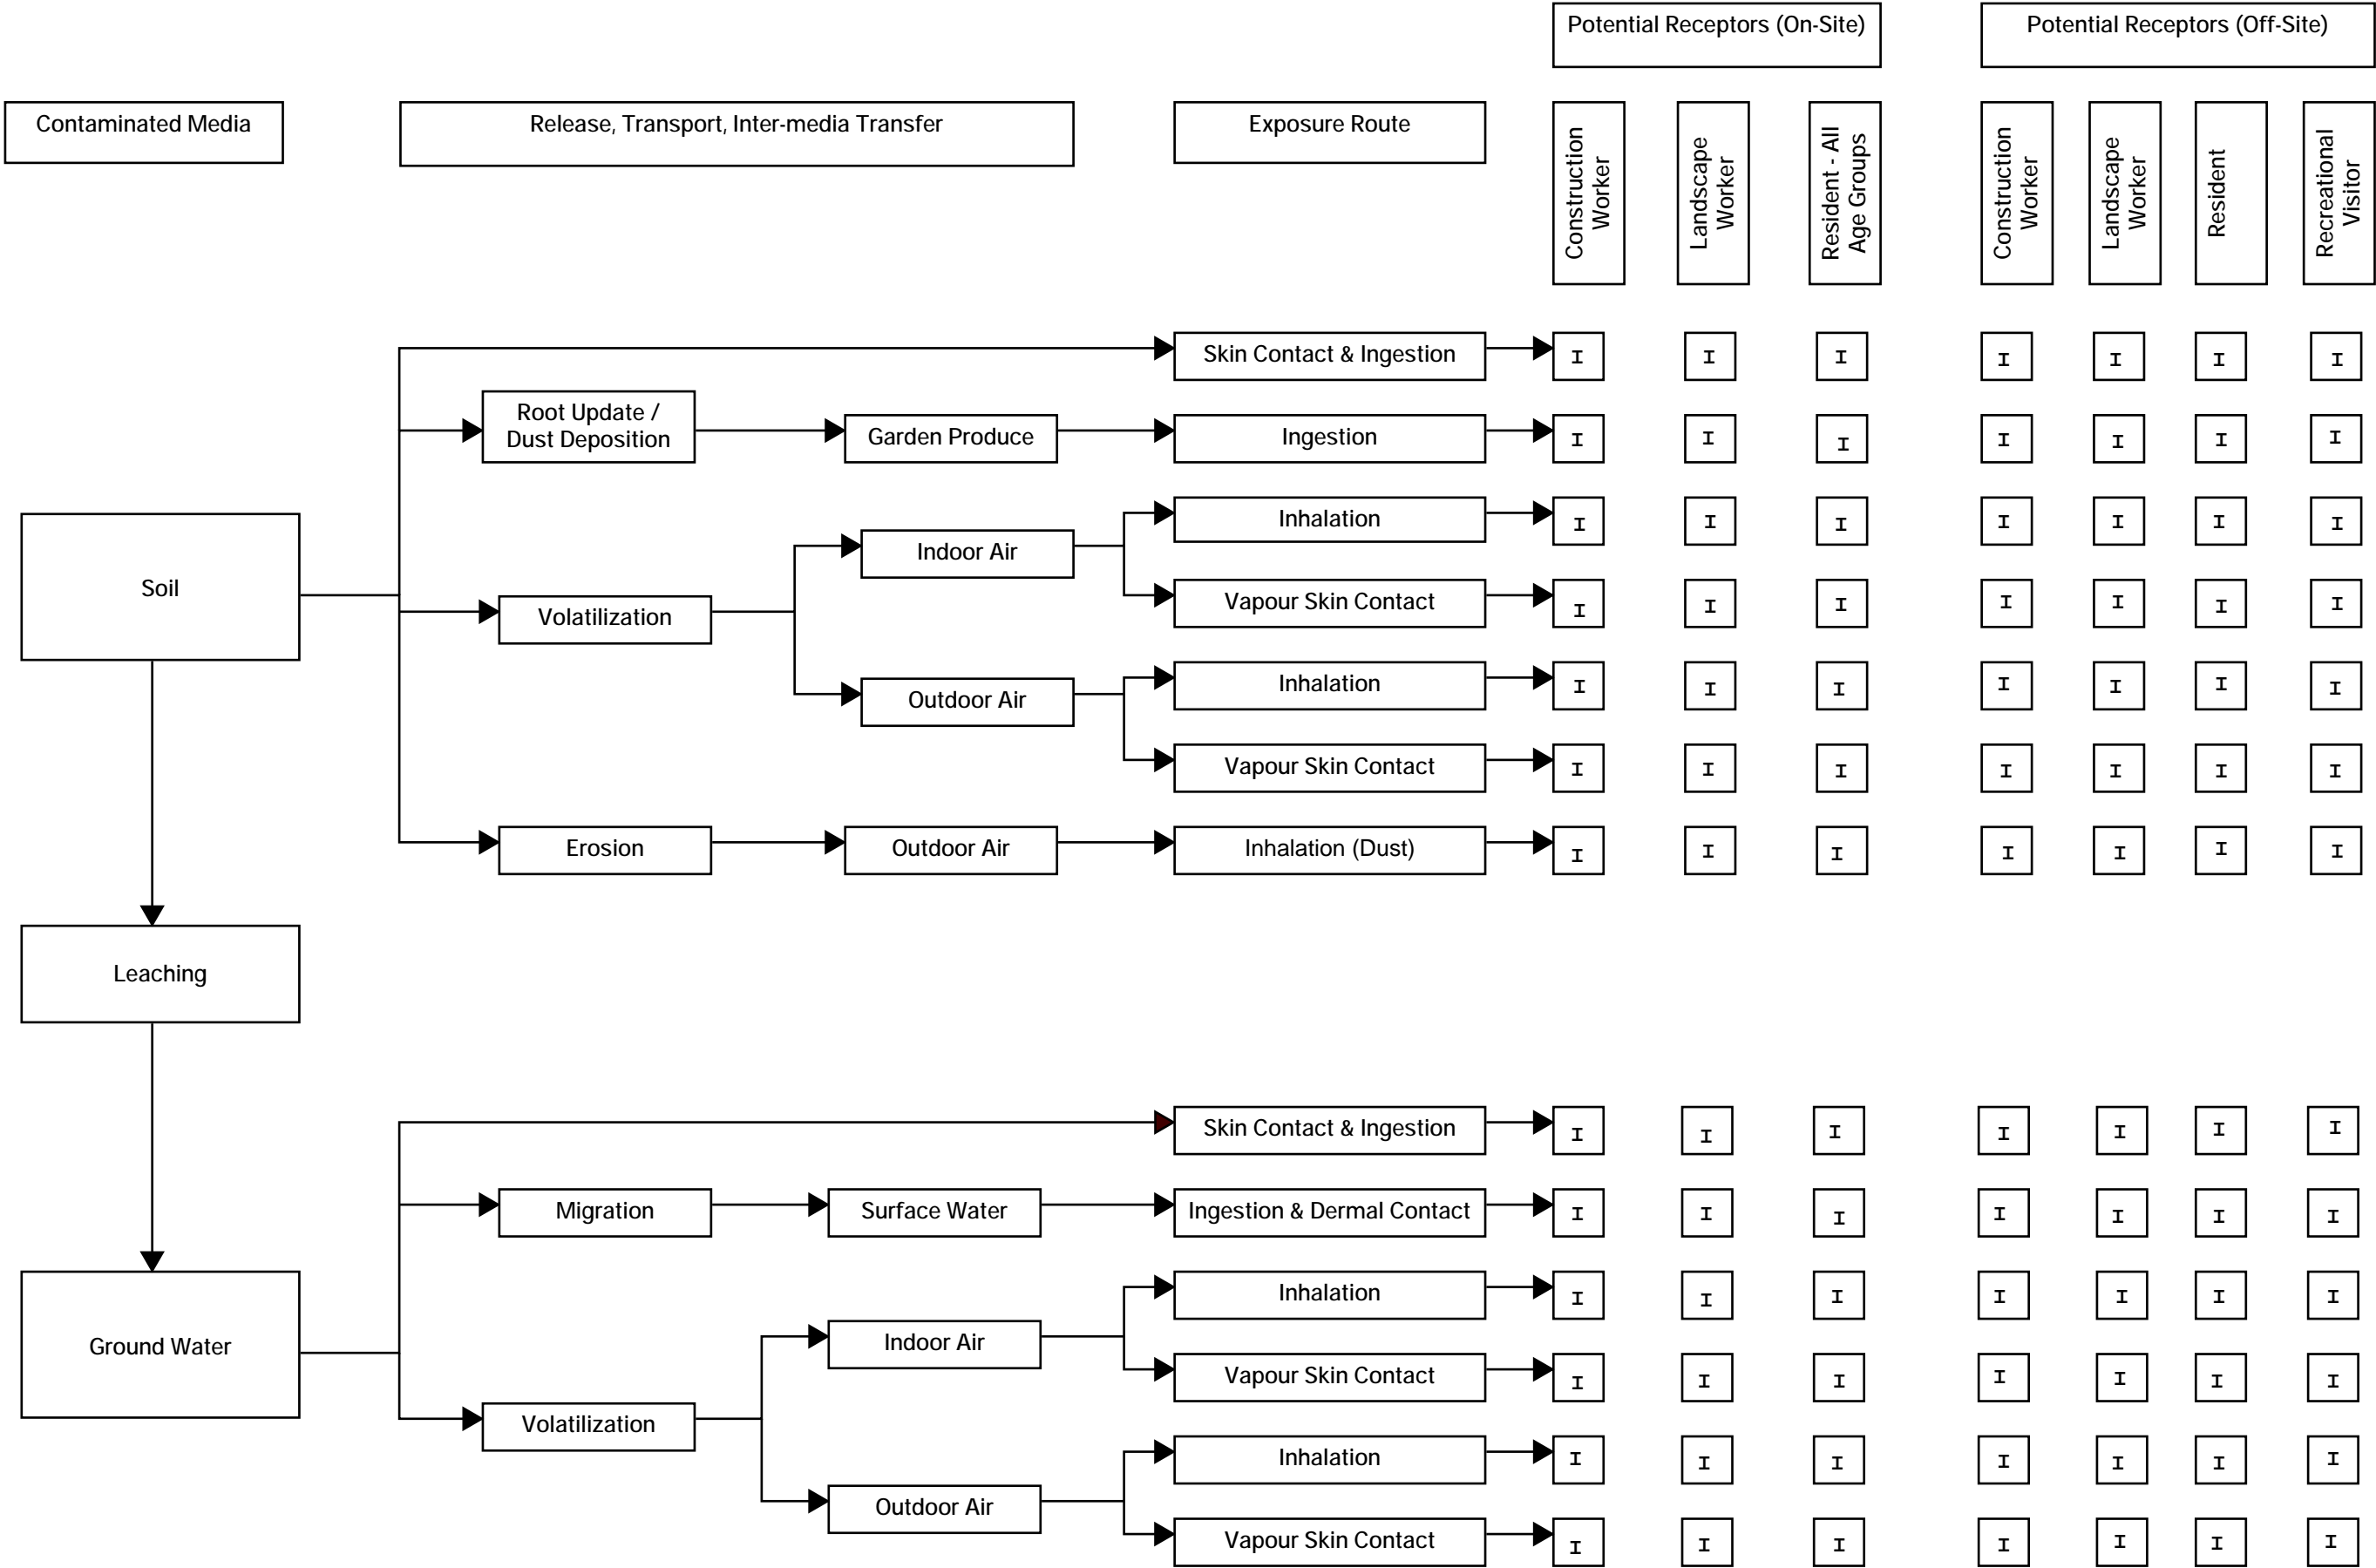 Potential Receptors (On-Site)
Potential Receptors (Off-Site)
Contaminated Media
Release, Transport, Inter-media Transfer
Exposure Route
Construction
Worker
Landscape
Worker
Resident - All
Age Groups
Construction
Worker
Landscape
Worker
Resident
Recreational
Visitor
Skin Contact & Ingestion
I I I I I I I
Root Update /
Dust Deposition
Garden Produce
Ingestion
I I I I I I I
Inhalation
I I I I I I I
Indoor Air
Soil
Volatilization
Vapour Skin Contact
I I I I I I I
Inhalation
I I I I I I I
Outdoor Air
Vapour Skin Contact
I I I I I I I
Erosion
Outdoor Air
Inhalation (Dust)
I I I I I I I
Leaching
Skin Contact & Ingestion
I I I I I I I
Migration
Surface Water
Ingestion & Dermal Contact
I I I I I I I
Inhalation
I I I I I I I
Ground Water
Indoor Air
Vapour Skin Contact
I I I I I I I
Volatilization
Inhalation
I I I I I I I
Outdoor Air
Vapour Skin Contact
I I I I I I I